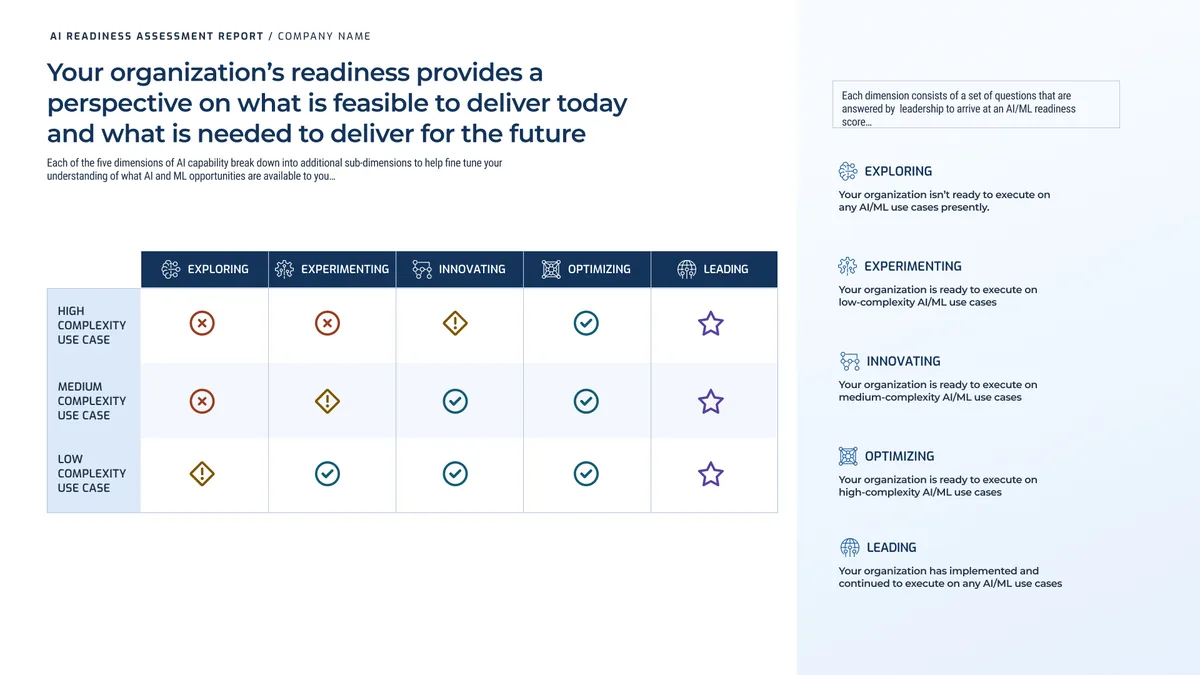 AI READINESS ASSESSMENT REPORT / COMPANY NAME
Your organization’s readiness provides a
perspective on what is feasible to deliver today
and what is needed to deliver for the future
Each of the five dimensions of AI capability break down into additional sub-dimensions to help fine tune your
understanding of what AI and ML opportunities are available to you…
EXPLORING
EXPERIMENTING
INNOVATING
OPTIMIZING
LEADING
HIGH
COMPLEXITY
USE CASE
MEDIUM
COMPLEXITY
USE CASE
LOW
COMPLEXITY
USE CASE
Each dimension consists of a set of questions that are
answered by leadership to arrive at an AI/ML readiness
score…
EXPLORING
Your organization isn’t ready to execute on
any AI/ML use cases presently.
EXPERIMENTING
Your organization is ready to execute on
low-complexity AI/ML use cases
INNOVATING
Your organization is ready to execute on
medium-complexity AI/ML use cases
OPTIMIZING
Your organization is ready to execute on
high-complexity AI/ML use cases
LEADING
Your organization has implemented and
continued to execute on any AI/ML use cases